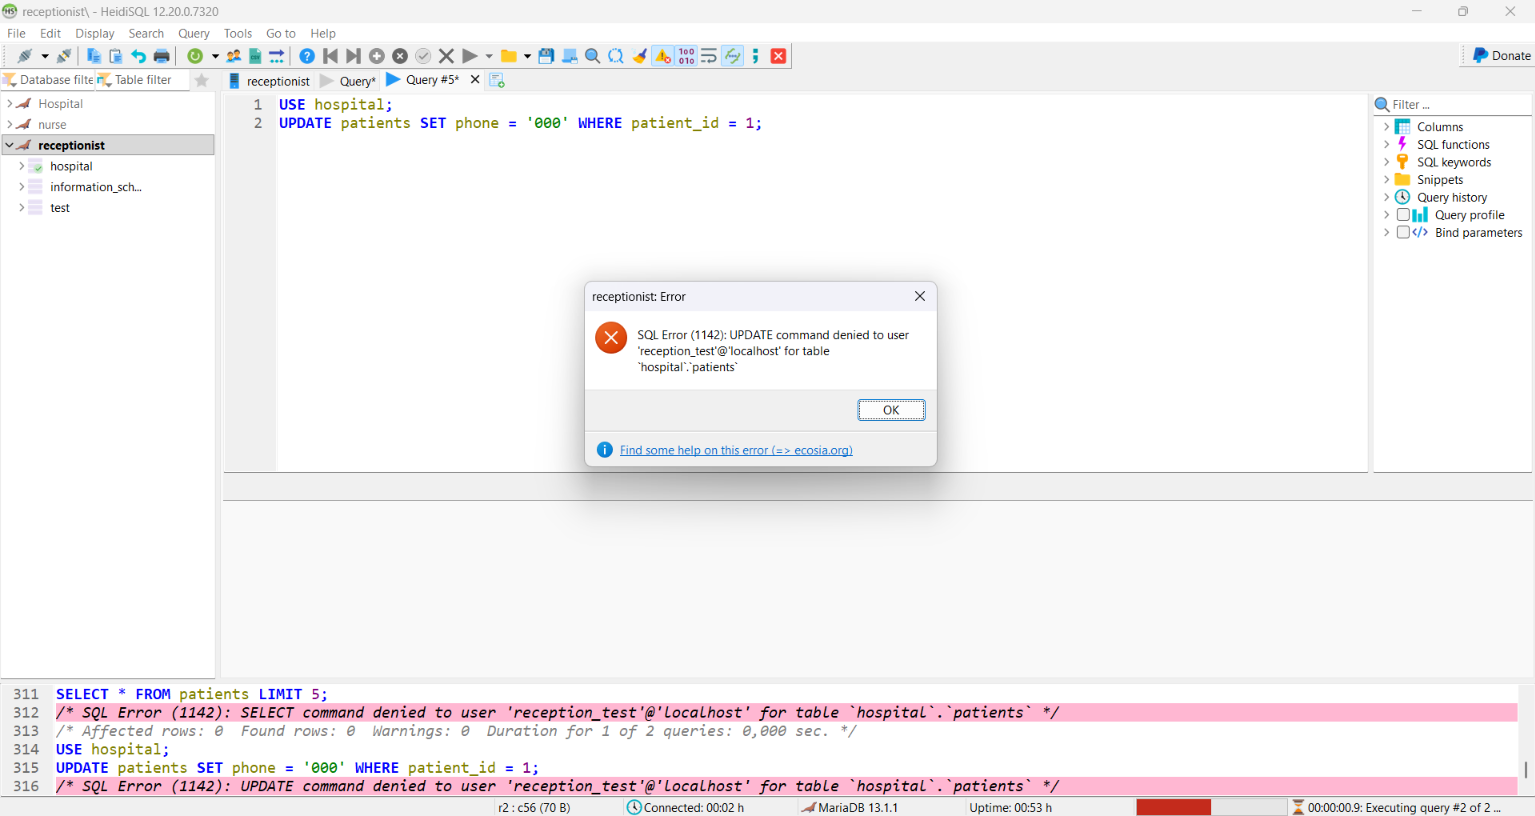 receptionist\ - HeidiSQL 12.20.0.7320
File Edit Display Search Query Tools Go to Help
Donate
Database filte Table filter
receptionist Query* Query #5*
Hospital
nurse
receptionist
hospital
information_sch...
test
1 USE hospital;
2 UPDATE patients SET phone = '000' WHERE patient_id = 1;
Filter ...
Columns
SQL functions
SQL keywords
Snippets
Query history
Query profile
Bind parameters
receptionist: Error
SQL Error (1142): UPDATE command denied to user
'reception_test'@'localhost' for table
`hospital`.`patients`
OK
Find some help on this error (=> ecosia.org)
311 SELECT * FROM patients LIMIT 5;
312 /* SQL Error (1142): SELECT command denied to user 'reception_test'@'localhost' for table `hospital`.`patients` */
313 /* Affected rows: 0 Found rows: 0 Warnings: 0 Duration for 1 of 2 queries: 0,000 sec. */
314 USE hospital;
315 UPDATE patients SET phone = '000' WHERE patient_id = 1;
316 /* SQL Error (1142): UPDATE command denied to user 'reception_test'@'localhost' for table `hospital`.`patients` */
r2 : c56 (70 B) Connected: 00:02 h MariaDB 13.1.1 Uptime: 00:53 h 00:00:00.9: Executing query #2 of 2 ...